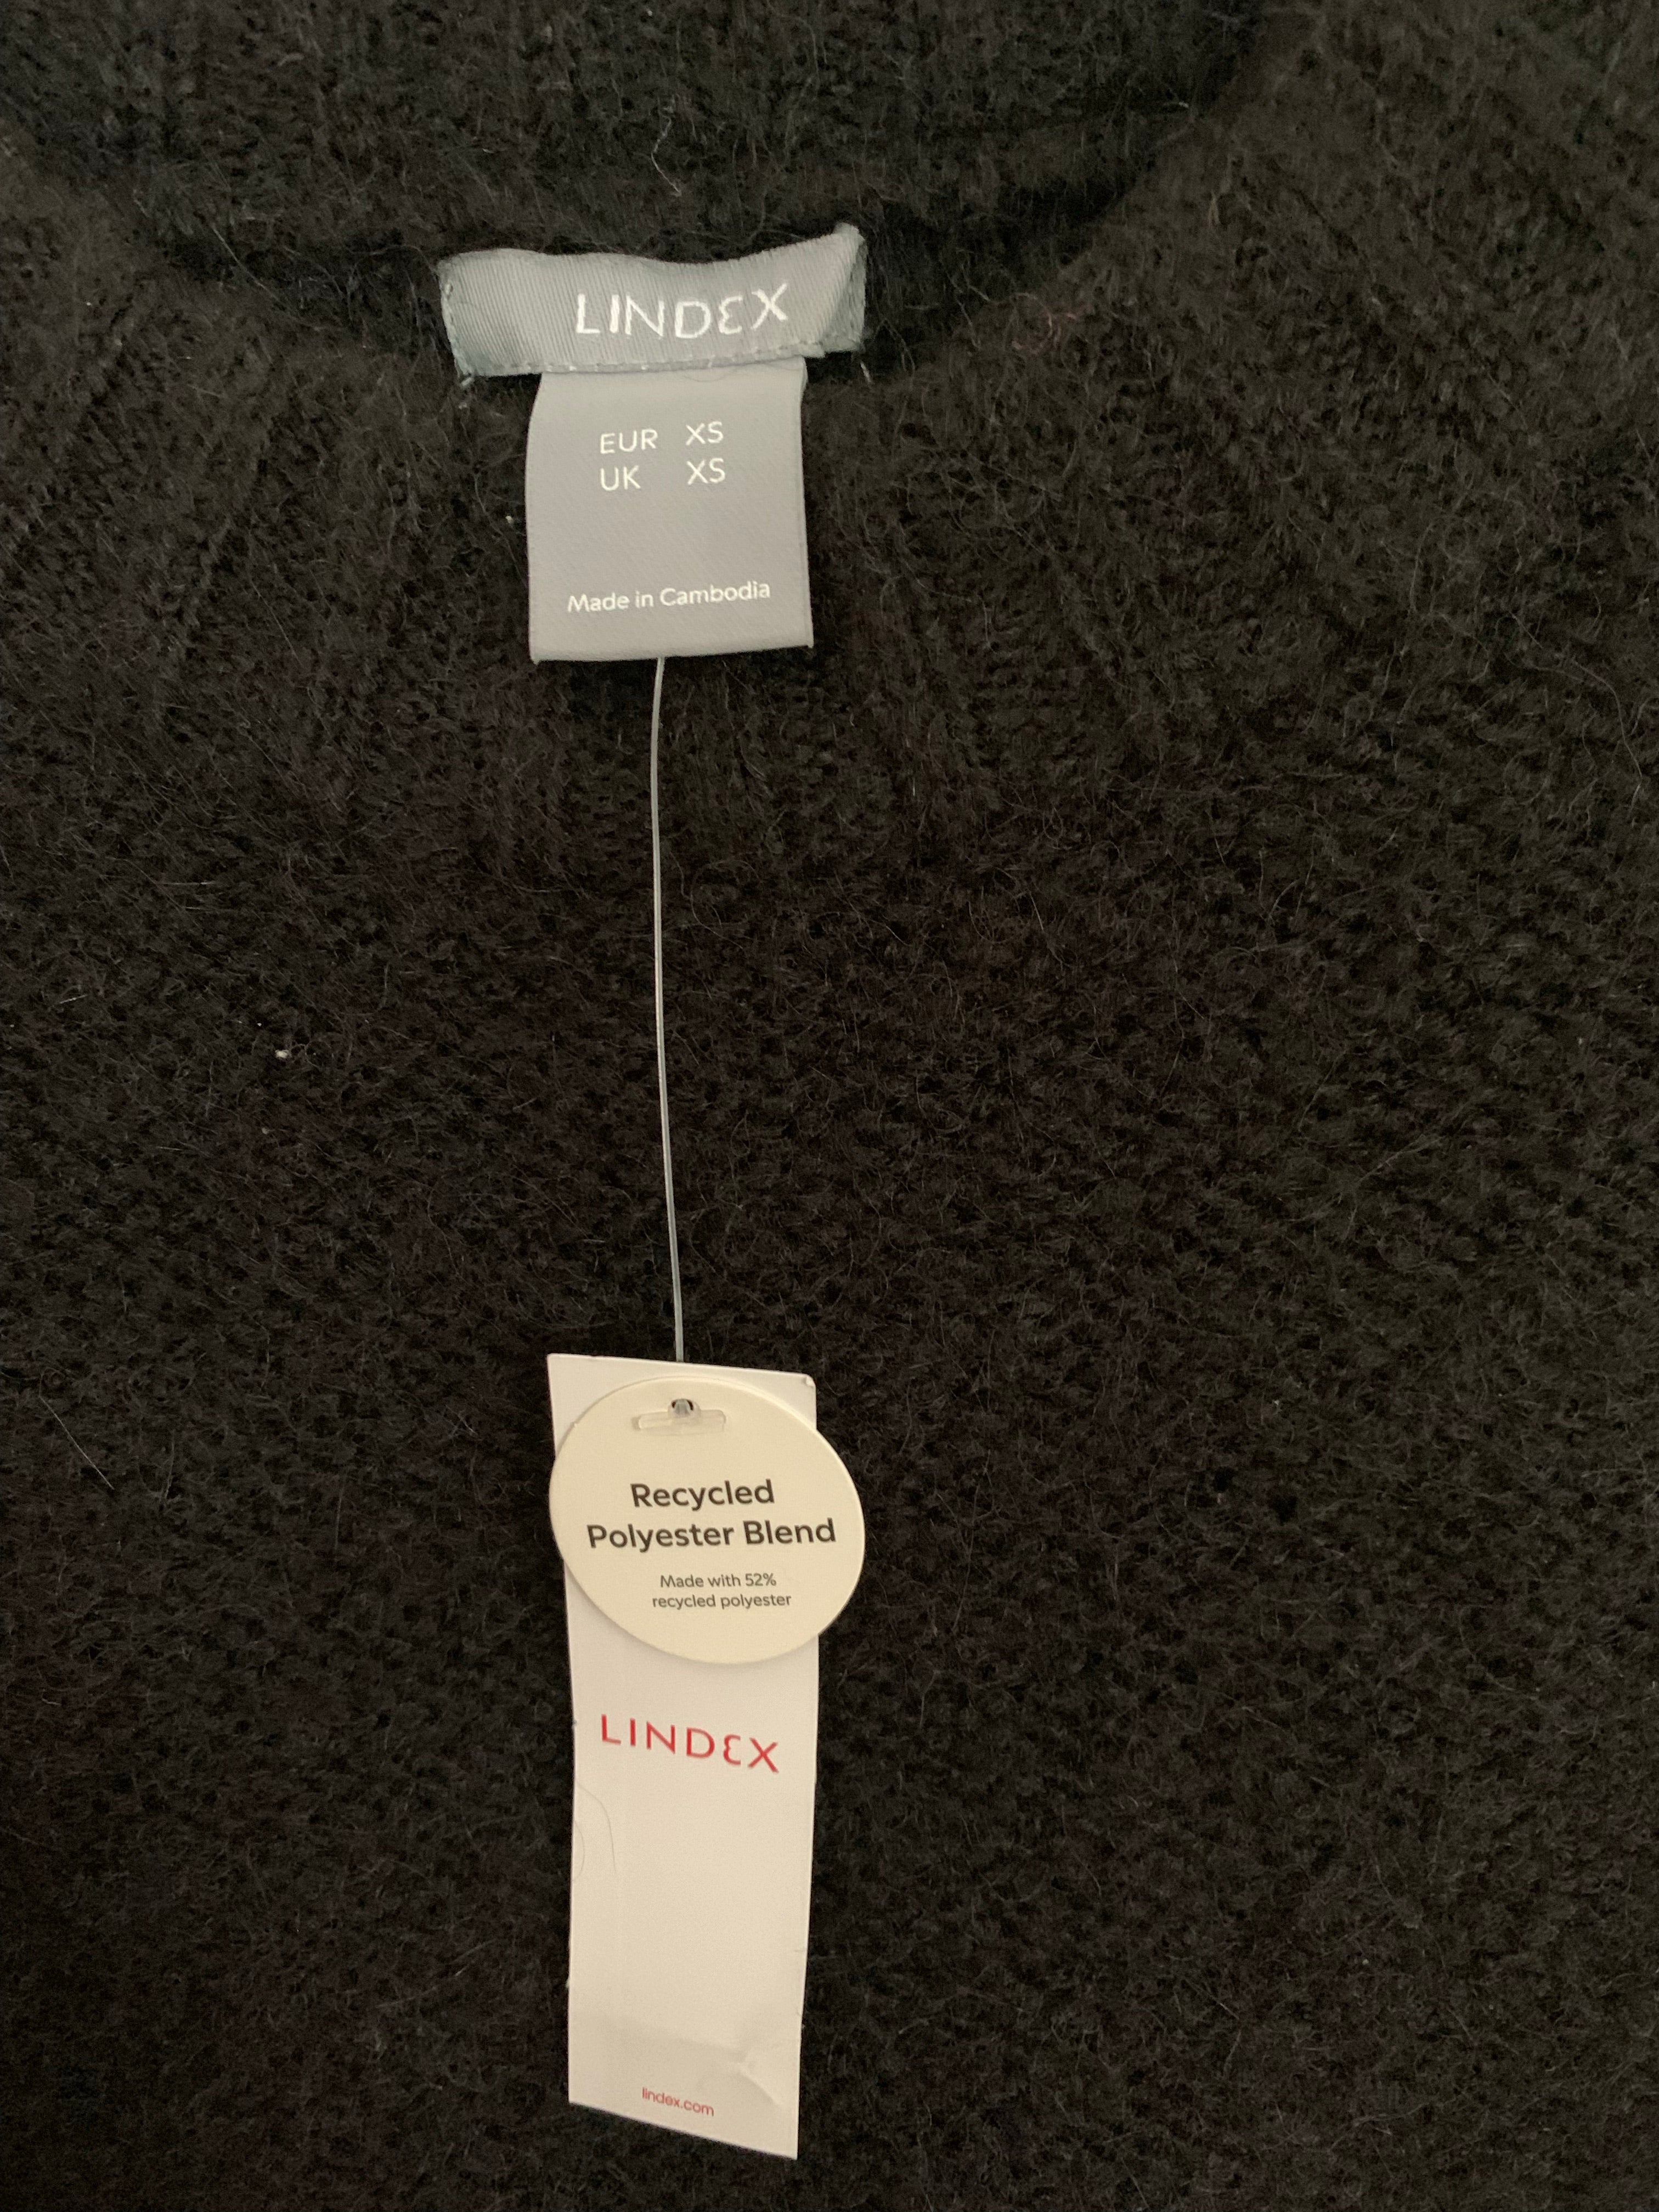 LINDEX
EUR XS
UK XS
Made in Cambodia
Recycled
Polyester Blend
Made with 52%
recycled polyester
LINDEX
lindex.com